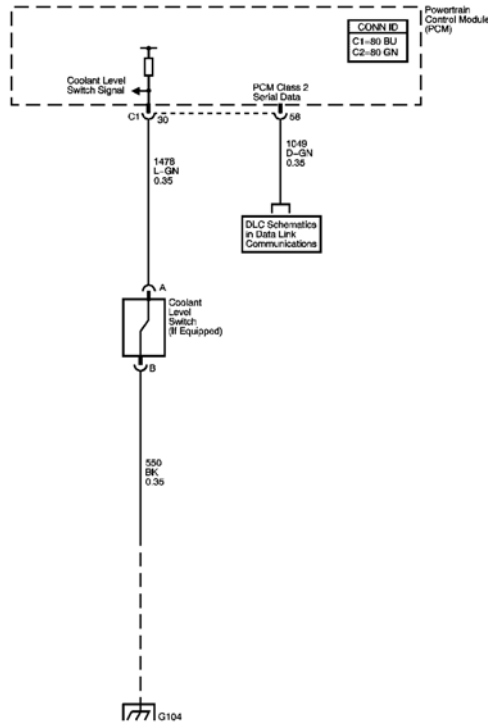 Powertrain
Control Module
(PCM)
CONN ID
C1=80 BU
C2=80 GN
Coolant Level
Switch Signal
PCM Class 2
Serial Data
C1
30
58
1478
L-GN
0.35
1049
D-GN
0.35
DLC Schematics
in Data Link
Communications
A
Coolant
Level
Switch
(If Equipped)
B
550
BK
0.35
G104